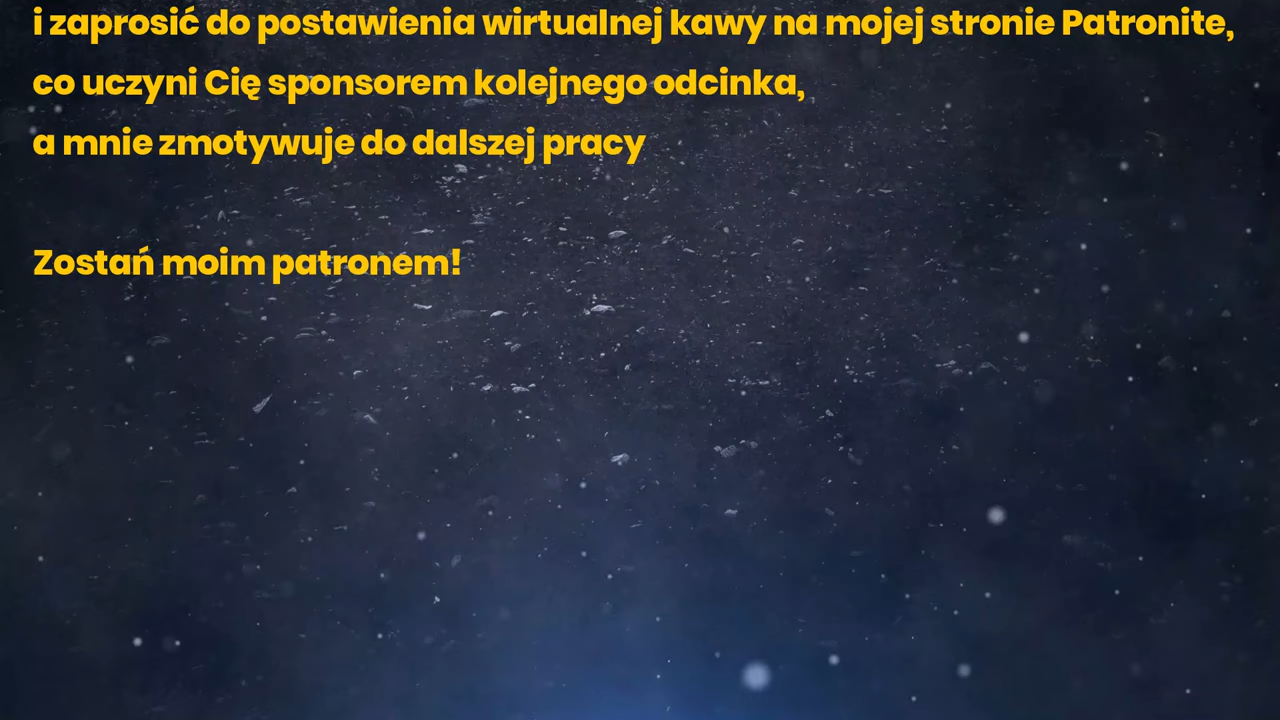 i zaprosić do postawienia wirtualnej kawy na mojej stronie Patronite,
co uczyni Cię sponsorem kolejnego odcinka,
a mnie zmotywuje do dalszej pracy
Zostań moim patronem!